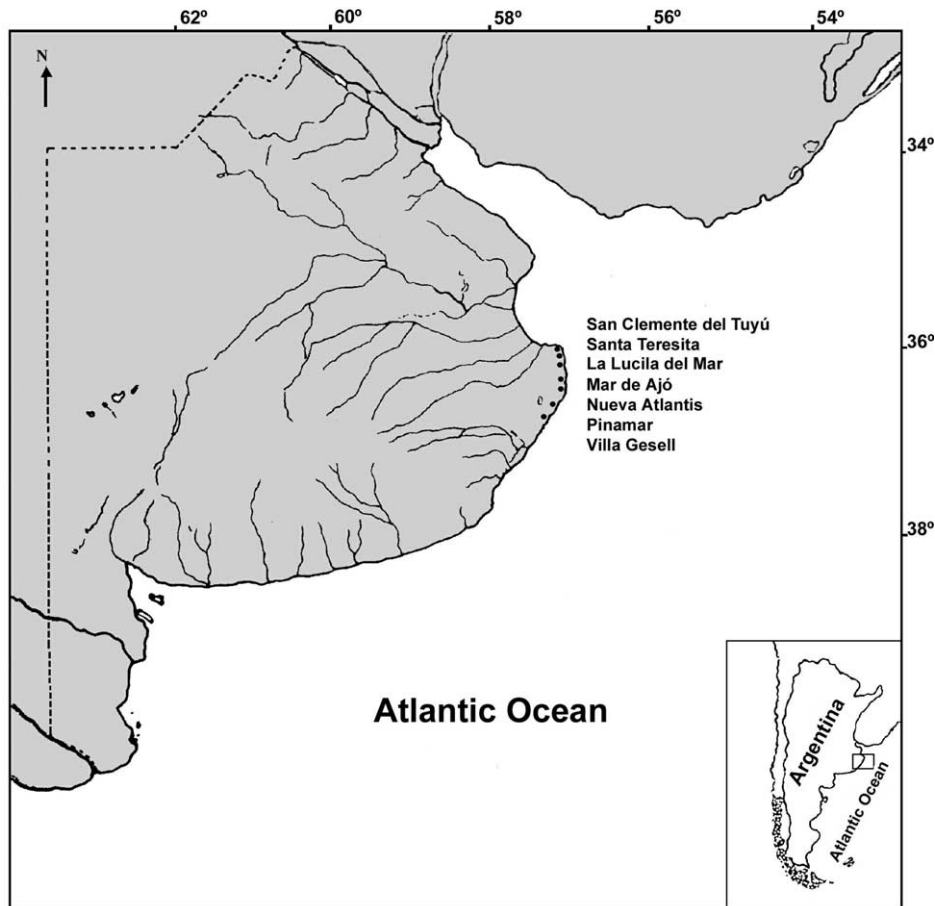 62º 60º 58º 56º 54º
N
34º
San Clemente del Tuyú
Santa Teresita
36º
La Lucila del Mar
Mar de Ajó
Nueva Atlantis
Pinamar
Villa Gesell
38º
Atlantic Ocean
Argentina
Atlantic Ocean